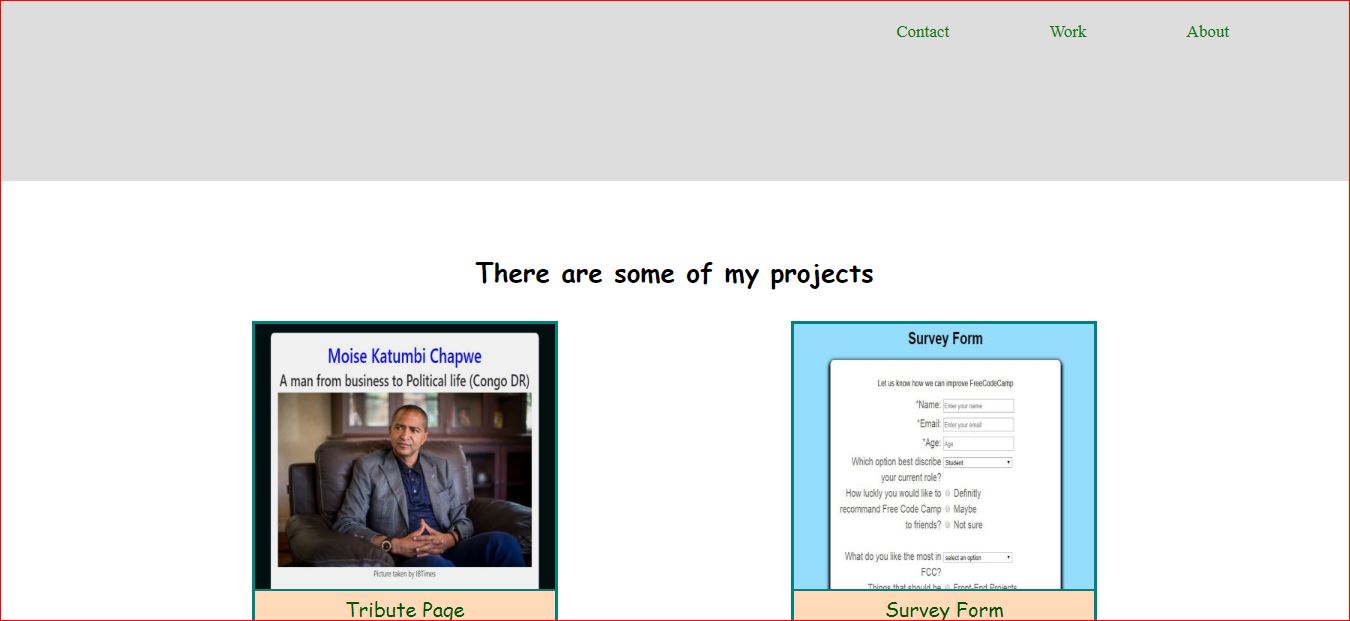 Contact Work About
There are some of my projects
Moise Katumbi Chapwe
A man from business to Political life (Congo DR)
Picture taken by IBTimes
Tribute Page
Survey Form
Let us know how we can improve FreeCodeCamp
*Name: Enter your name
*Email: Enter your email
*Age: Age
Which option best discribe Student
your current role?
How luckly you would like to Definitly
recommand Free Code Camp Maybe
to friends? Not sure
What do you like the most in select an option
FCC?
Things that should be Front-End Projects
Survey Form